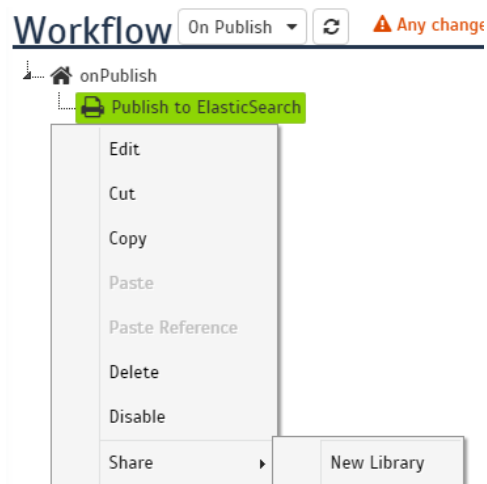 Workflow On Publish Any change
onPublish
Publish to ElasticSearch
Edit
Cut
Copy
Paste
Paste Reference
Delete
Disable
Share New Library